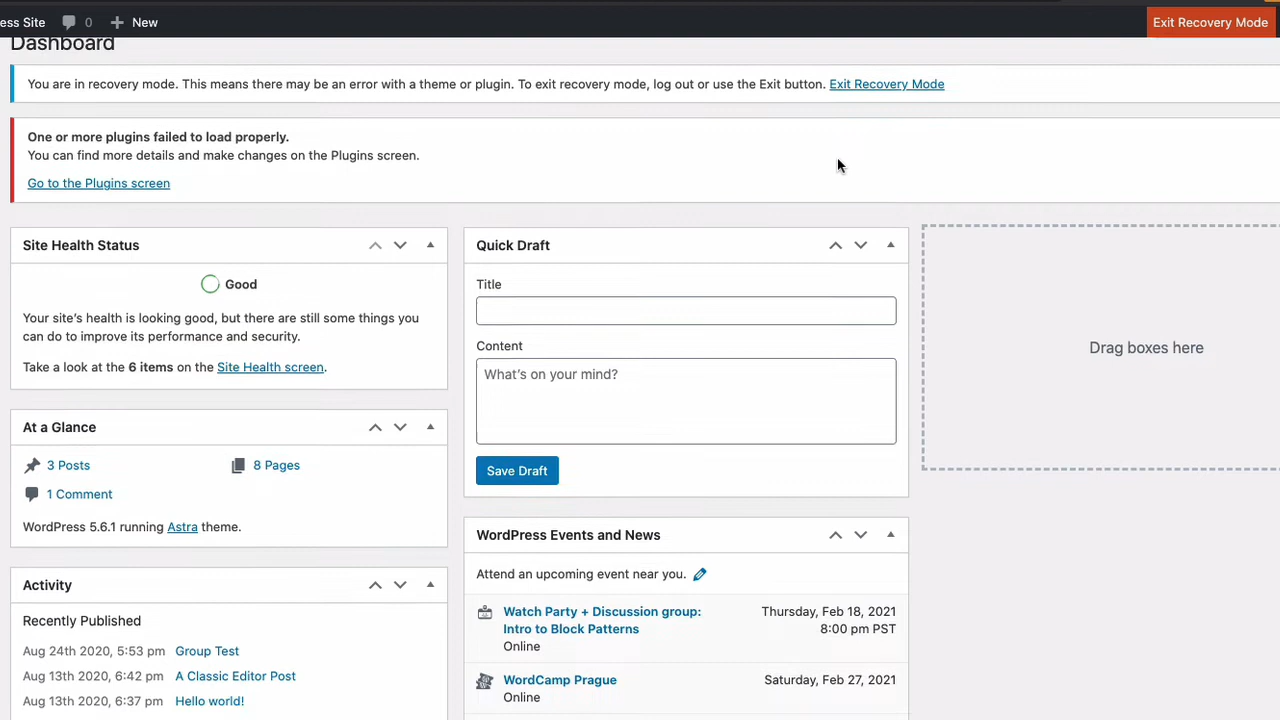 ess Site 0 New Exit Recovery Mode
Dashboard
You are in recovery mode. This means there may be an error with a theme or plugin. To exit recovery mode, log out or use the Exit button. Exit Recovery Mode
One or more plugins failed to load properly.
You can find more details and make changes on the Plugins screen.
Go to the Plugins screen
Site Health Status
Good
Your site's health is looking good, but there are still some things you
can do to improve its performance and security.
Take a look at the 6 items on the Site Health screen.
At a Glance
3 Posts 8 Pages
1 Comment
WordPress 5.6.1 running Astra theme.
Activity
Recently Published
Aug 24th 2020, 5:53 pm Group Test
Aug 13th 2020, 6:42 pm A Classic Editor Post
Aug 13th 2020, 6:37 pm Hello world!
Quick Draft
Title
Content
What's on your mind?
Save Draft
WordPress Events and News
Attend an upcoming event near you.
Watch Party + Discussion group: Thursday, Feb 18, 2021
Intro to Block Patterns 8:00 pm PST
Online
WordCamp Prague Saturday, Feb 27, 2021
Online
Drag boxes here